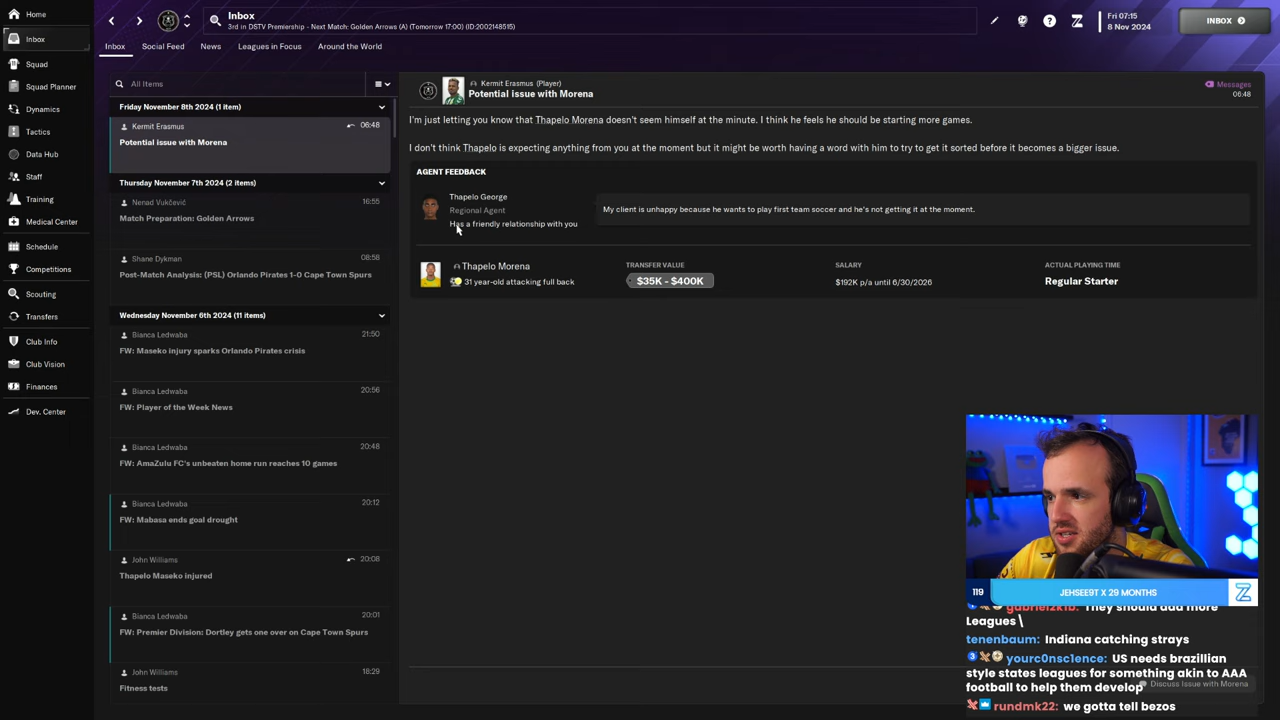 Home
Inbox
Squad
Squad Planner
Dynamics
Tactics
Data Hub
Staff
Training
Medical Center
Schedule
Competitions
Scouting
Transfers
Club Info
Club Vision
Finances
Dev. Center
Inbox
3rd in DSTV Premiership - Next Match: Golden Arrows (A) (Tomorrow 17:00) (ID:2002148515)
Fri 07:15
8 Nov 2024
INBOX
Inbox
Social Feed
News
Leagues in Focus
Around the World
All Items
Friday November 8th 2024 (1 item)
Kermit Erasmus
06:48
Potential issue with Morena
Thursday November 7th 2024 (2 items)
Nenad Vukčević
16:55
Match Preparation: Golden Arrows
Shane Dykman
08:58
Post-Match Analysis: (PSL) Orlando Pirates 1-0 Cape Town Spurs
Wednesday November 6th 2024 (11 items)
Bianca Ledwaba
21:50
FW: Maseko injury sparks Orlando Pirates crisis
Bianca Ledwaba
20:56
FW: Player of the Week News
Bianca Ledwaba
20:48
FW: AmaZulu FC's unbeaten home run reaches 10 games
Bianca Ledwaba
20:12
FW: Mabasa ends goal drought
John Williams
20:08
Thapelo Maseko injured
Bianca Ledwaba
20:01
FW: Premier Division: Dortley gets one over on Cape Town Spurs
John Williams
18:29
Fitness tests
Kermit Erasmus (Player)
Potential issue with Morena
Messages
06:48
I'm just letting you know that Thapelo Morena doesn't seem himself at the minute. I think he feels he should be starting more games.
I don't think Thapelo is expecting anything from you at the moment but it might be worth having a word with him to try to get it sorted before it becomes a bigger issue.
AGENT FEEDBACK
Thapelo George
Regional Agent
Has a friendly relationship with you
My client is unhappy because he wants to play first team soccer and he's not getting it at the moment.
Thapelo Morena
31 year-old attacking full back
TRANSFER VALUE
$35K - $400K
SALARY
$192K p/a until 6/30/2026
ACTUAL PLAYING TIME
Regular Starter
119
JEHSEE9T X 29 MONTHS
They should add more
Leagues \
tenenbaum: Indiana catching strays
yourc0nsc1ence: US needs brazillian
style states leagues for something akin to AAA
football to help them develop
Discuss Issue with Morena
rundmk22: we gotta tell bezos